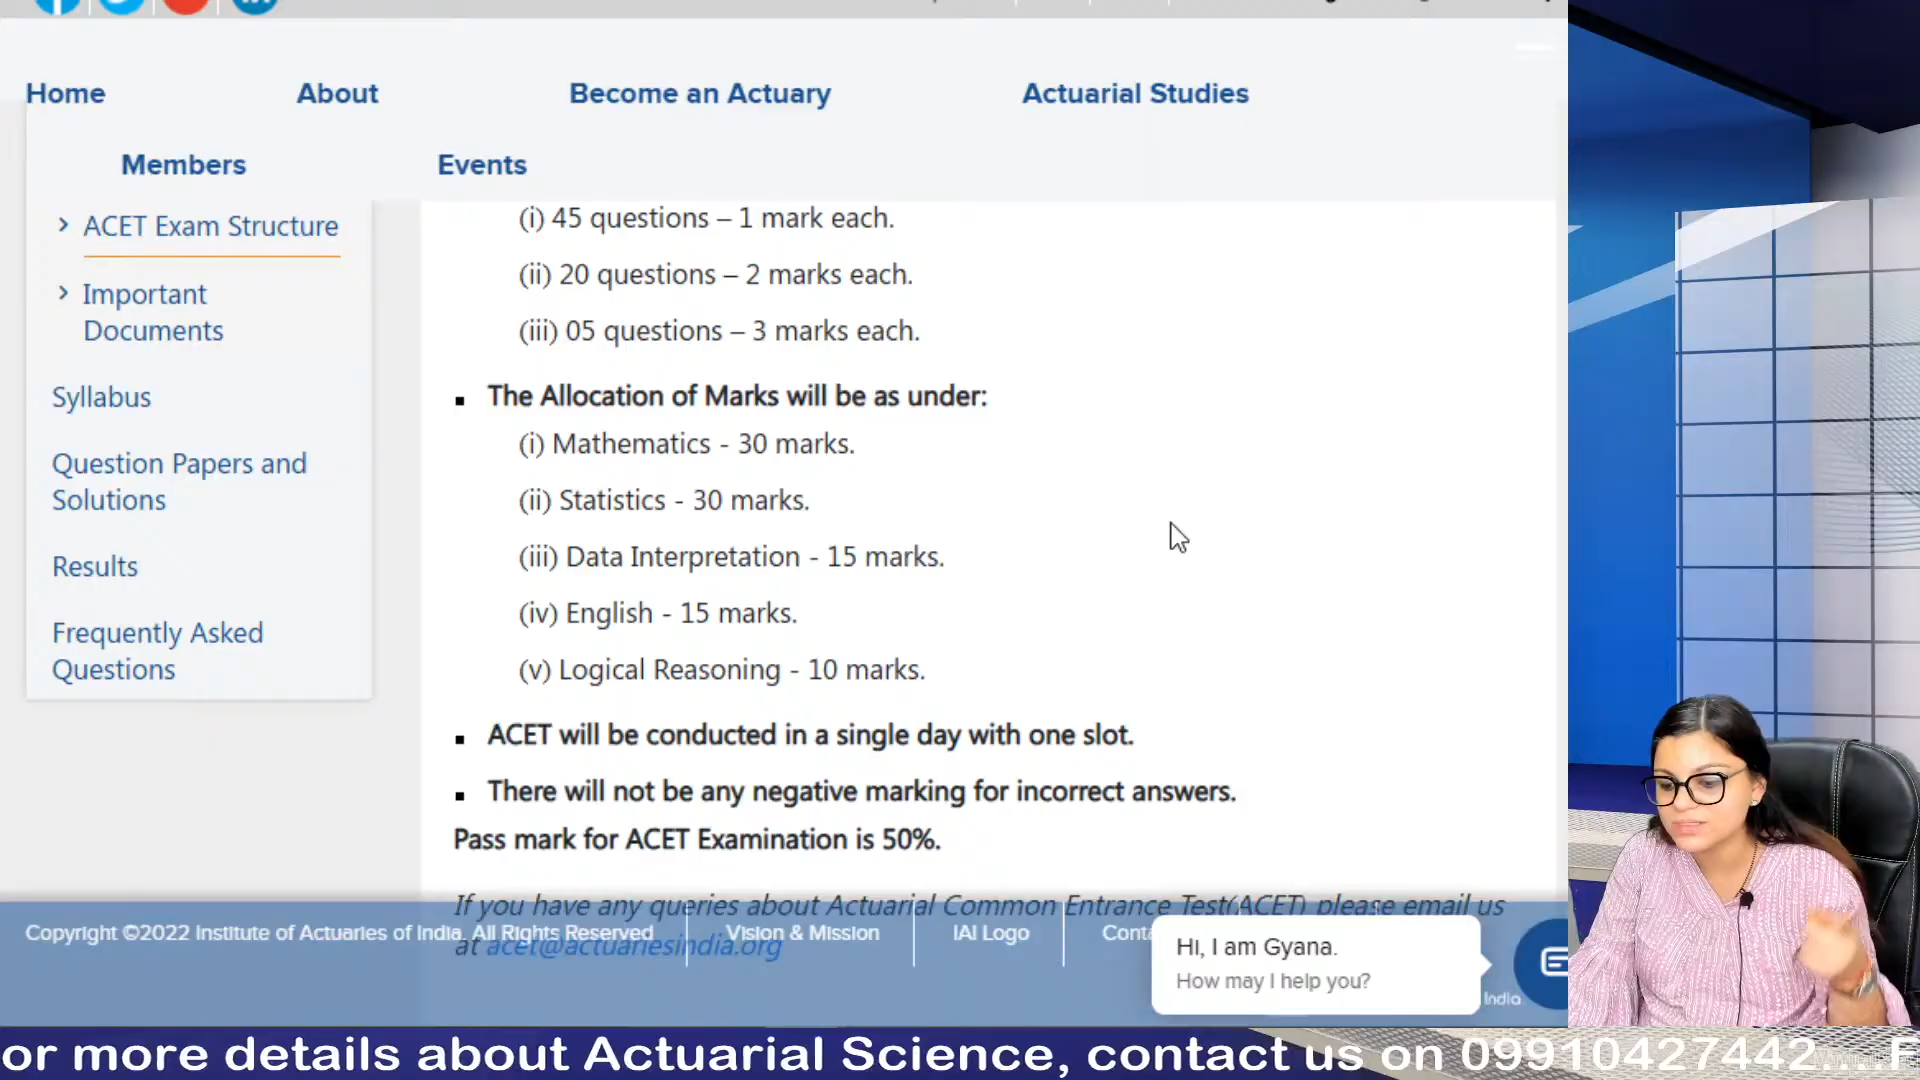 Home About Become an Actuary Actuarial Studies
Members Events
ACET Exam Structure
Important
Documents
Syllabus
Question Papers and
Solutions
Results
Frequently Asked
Questions
(i) 45 questions – 1 mark each.
(ii) 20 questions – 2 marks each.
(iii) 05 questions – 3 marks each.
The Allocation of Marks will be as under:
(i) Mathematics - 30 marks.
(ii) Statistics - 30 marks.
(iii) Data Interpretation - 15 marks.
(iv) English - 15 marks.
(v) Logical Reasoning - 10 marks.
ACET will be conducted in a single day with one slot.
There will not be any negative marking for incorrect answers.
Pass mark for ACET Examination is 50%.
If you have any queries about Actuarial Common Entrance Test(ACET) please email us
at acet@actuariesindia.org
Copyright ©2022 Institute of Actuaries of India. All Rights Reserved Vision & Mission IAI Logo Conta
Hi, I am Gyana.
How may I help you?
India
or more details about Actuarial Science, contact us on 09910427442....F